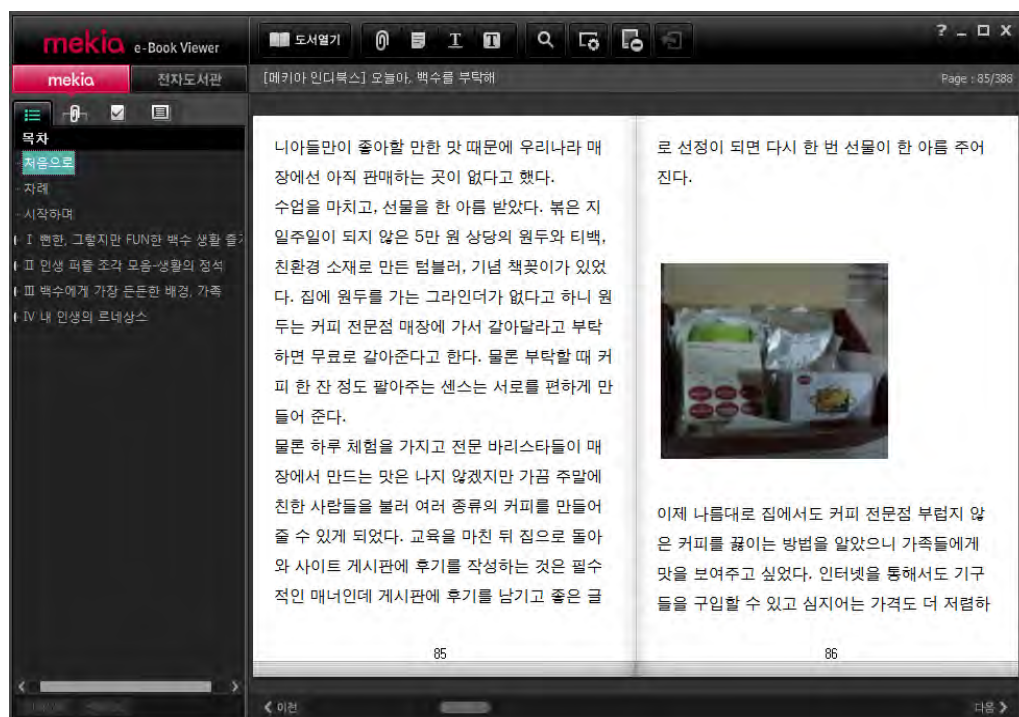 mekia e-Book Viewer
도서열기
? _ □ X
mekia 전자도서관
[메키아 인디북스] 오늘아, 백수를 부탁해
Page : 85/388
목차
처음으로
- 차례
- 시작하며
Ⅰ 뻔한, 그렇지만 FUN한 백수 생활 즐기
Ⅱ 인생 퍼즐 조각 모음-생활의 정석
Ⅲ 백수에게 가장 든든한 배경, 가족
Ⅳ 내 인생의 르네상스
니아들만이 좋아할 만한 맛 때문에 우리나라 매
장에선 아직 판매하는 곳이 없다고 했다.
수업을 마치고, 선물을 한 아름 받았다. 볶은 지
일주일이 되지 않은 5만 원 상당의 원두와 티백,
친환경 소재로 만든 텀블러, 기념 책꽂이가 있었
다. 집에 원두를 가는 그라인더가 없다고 하니 원
두는 커피 전문점 매장에 가서 갈아달라고 부탁
하면 무료로 갈아준다고 한다. 물론 부탁할 때 커
피 한 잔 정도 팔아주는 센스는 서로를 편하게 만
들어 준다.
물론 하루 체험을 가지고 전문 바리스타들이 매
장에서 만드는 맛은 나지 않겠지만 가끔 주말에
친한 사람들을 불러 여러 종류의 커피를 만들어
줄 수 있게 되었다. 교육을 마친 뒤 집으로 돌아
와 사이트 게시판에 후기를 작성하는 것은 필수
적인 매너인데 게시판에 후기를 남기고 좋은 글
85
로 선정이 되면 다시 한 번 선물이 한 아름 주어
진다.
이제 나름대로 집에서도 커피 전문점 부럽지 않
은 커피를 끓이는 방법을 알았으니 가족들에게
맛을 보여주고 싶었다. 인터넷을 통해서도 기구
들을 구입할 수 있고 심지어는 가격도 더 저렴하
86
이전
다음